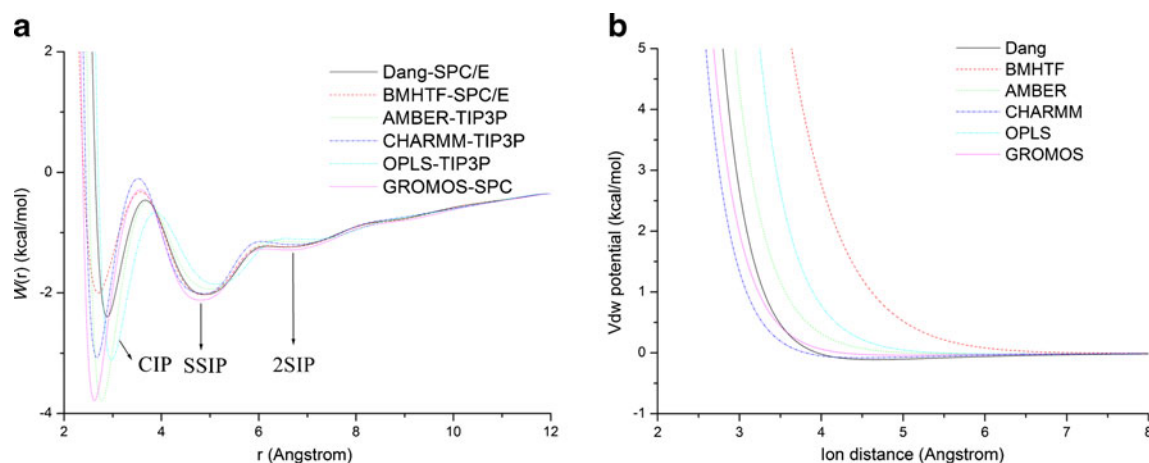 a
2
0
-2
-4
W(r) (kcal/mol)
2
4
6
8
10
12
r (Angstrom)
Dang-SPC/E
BMHTF-SPC/E
AMBER-TIP3P
CHARMM-TIP3P
OPLS-TIP3P
GROMOS-SPC
CIP
SSIP
2SIP
b
5
4
3
2
1
0
-1
Vdw potential (kcal/mol)
2
3
4
5
6
7
8
Ion distance (Angstrom)
Dang
BMHTF
AMBER
CHARMM
OPLS
GROMOS